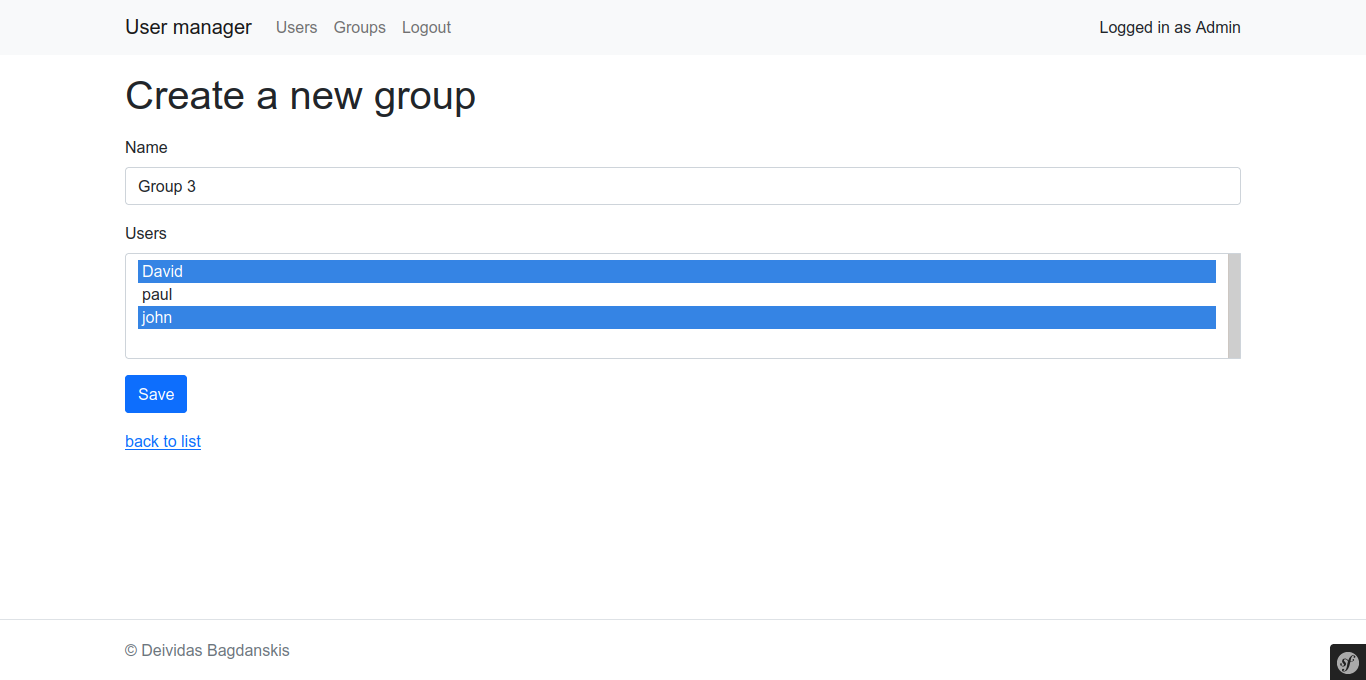 User manager Users Groups Logout Logged in as Admin
Create a new group
Name
Group 3
Users
David
paul
john
Save
back to list
© Deividas Bagdanskis
sf